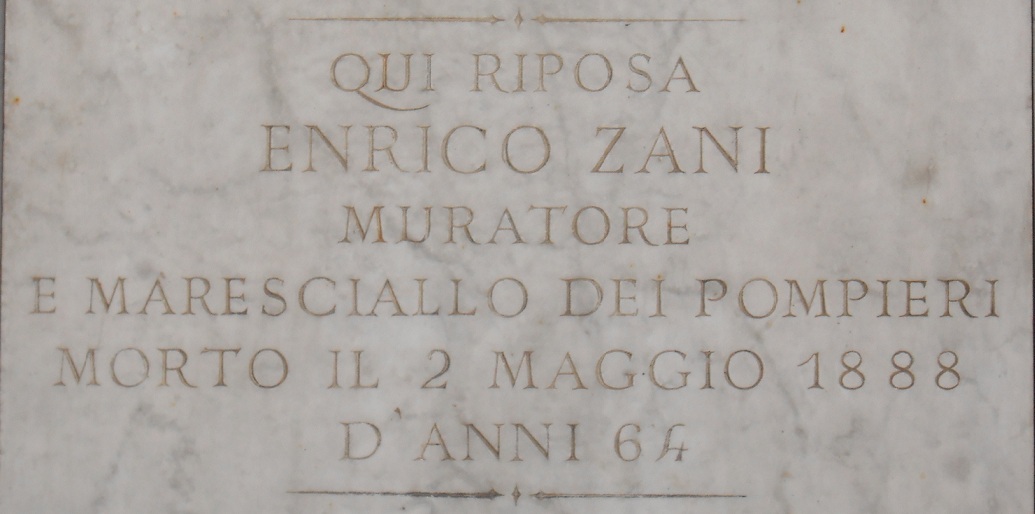 QUI RIPOSA
ENRICO ZANI
MURATORE
E MARESCIALLO DEI POMPIERI
MORTO IL 2 MAGGIO 1888
D'ANNI 64